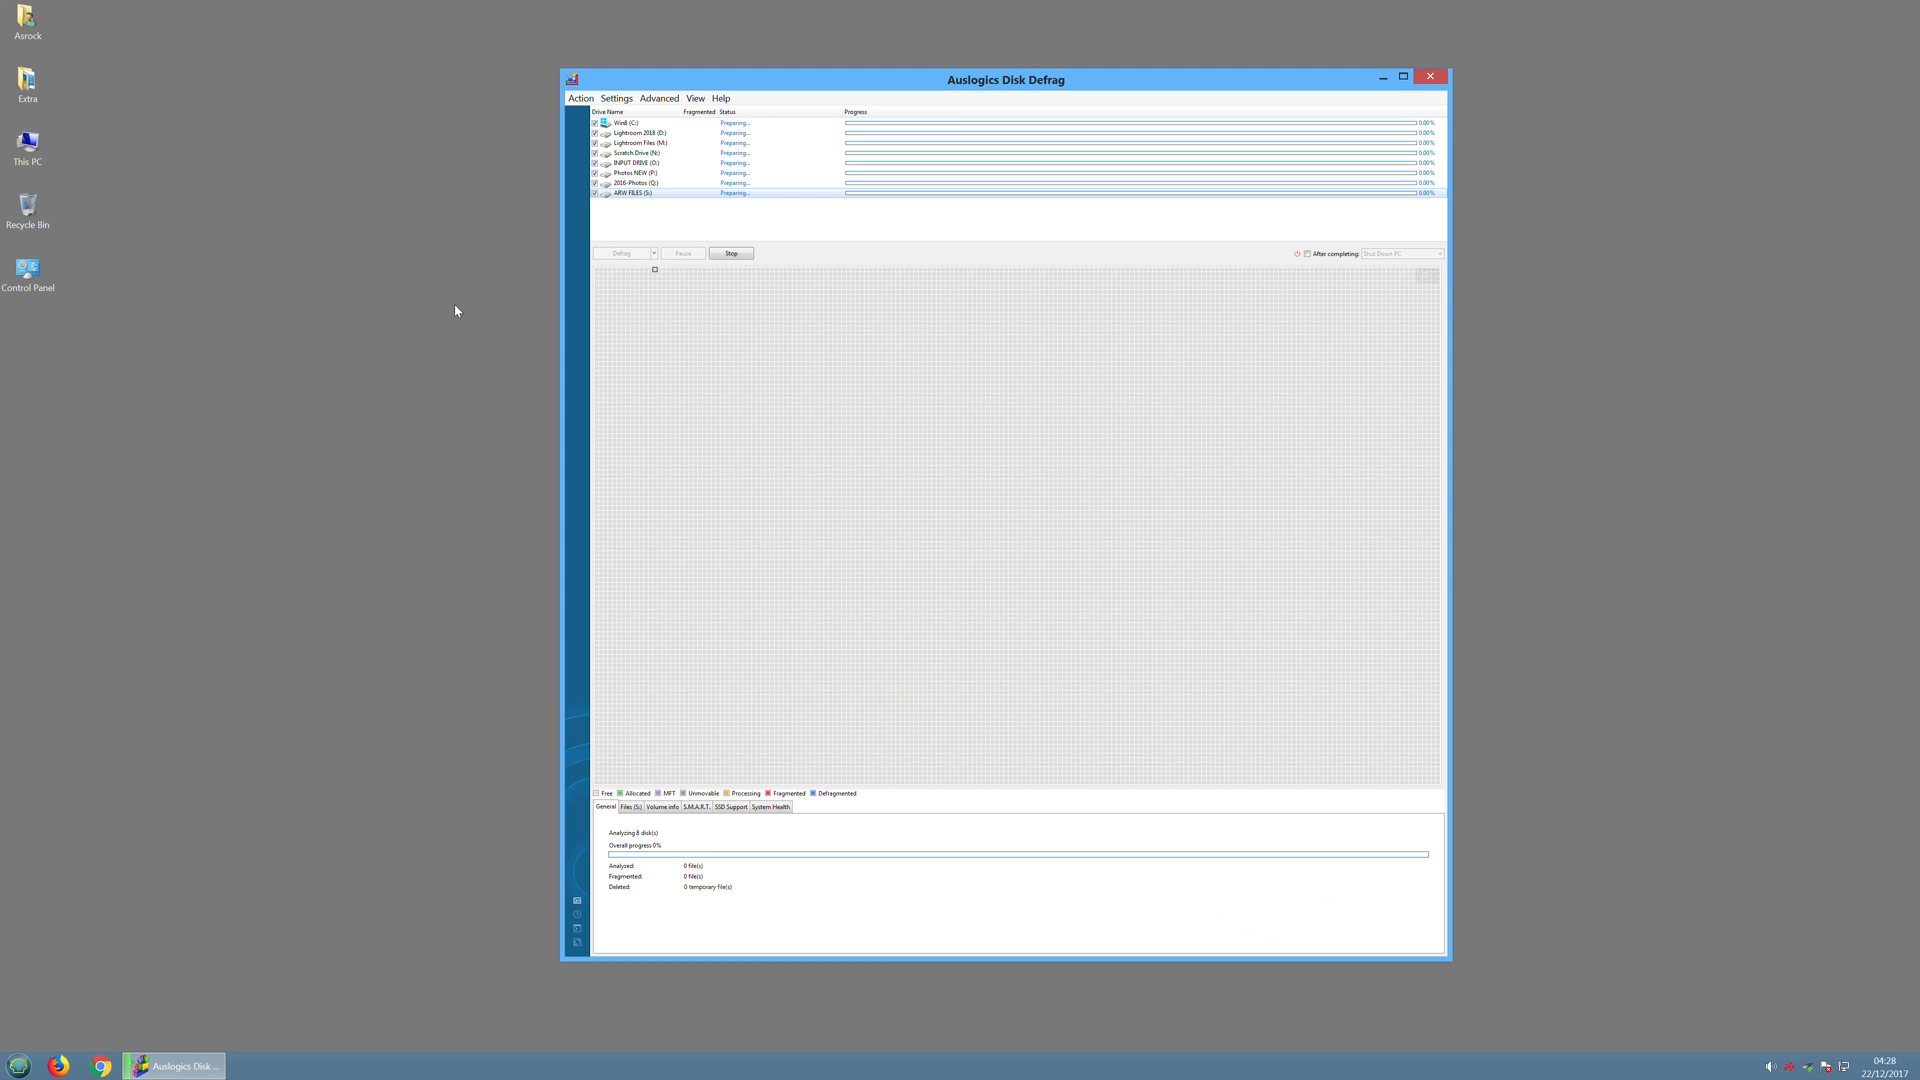 Asrock
Extra
This PC
Recycle Bin
Control Panel
Auslogics Disk Defrag
Action Settings Advanced View Help
Drive Name Fragmented Status Progress
Win8 (C:) Preparing... 0.00%
Lightroom 2018 (D:) Preparing... 0.00%
Lightroom Files (M:) Preparing... 0.00%
Scratch Drive (N:) Preparing... 0.00%
INPUT DRIVE (O:) Preparing... 0.00%
Photos NEW (P:) Preparing... 0.00%
2016-Photos (Q:) Preparing... 0.00%
ARW FILES (S:) Preparing... 0.00%
Defrag Pause Stop After completing: Shut Down PC
Free Allocated MFT Unmovable Processing Fragmented Defragmented
General Files (S:) Volume info S.M.A.R.T. SSD Support System Health
Analyzing 8 disk(s)
Overall progress 0%
Analyzed: 0 file(s)
Fragmented: 0 file(s)
Deleted: 0 temporary file(s)
Auslogics Disk ...
04:28
22/12/2017